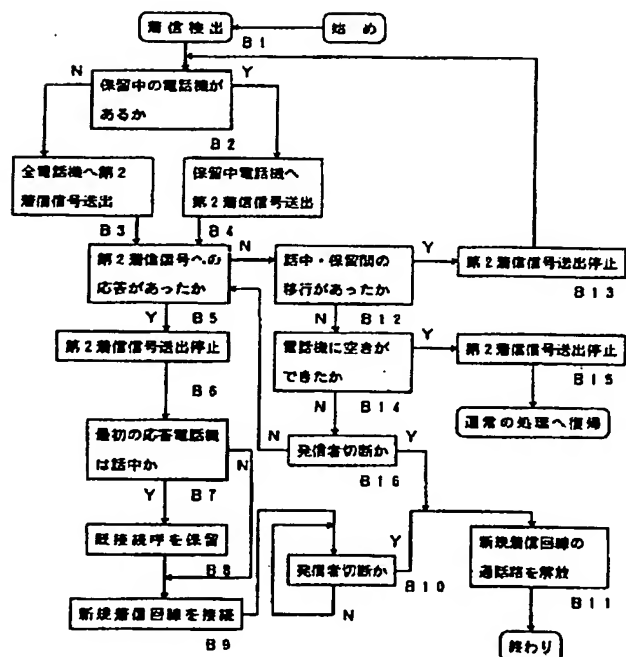 着信検出
始め
B1
N
Y
保留中の電話機が
あるか
B2
全電話機へ第2
着信信号送出
B3
保留中電話機へ
第2着信信号送出
B4
第2着信信号への
応答があったか
B5
N
Y
話中・保留間の
移行があったか
B12
Y
N
第2着信信号送出停止
B13
第2着信信号送出停止
B6
電話機に空きが
できたか
B14
Y
N
第2着信信号送出停止
B15
通常の処理へ復帰
最初の応答電話機
は話中か
B7
N
Y
発信者切断か
B16
N
Y
既接続呼を保留
B8
新規着信回線を接続
B9
発信者切断か
B10
Y
N
新規着信回線の
通話路を解放
B11
終わり